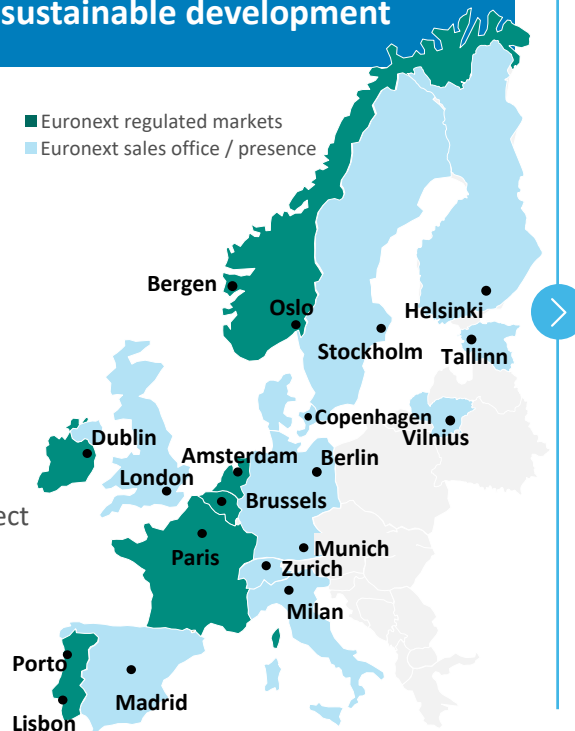 sustainable development
Euronext regulated markets
Euronext sales office / presence
Bergen
Oslo
Helsinki
Stockholm
Tallinn
Copenhagen
Vilnius
Dublin
Amsterdam
Berlin
London
Brussels
ect
Paris
Munich
Zurich
Milan
Porto
Madrid
Lisbon